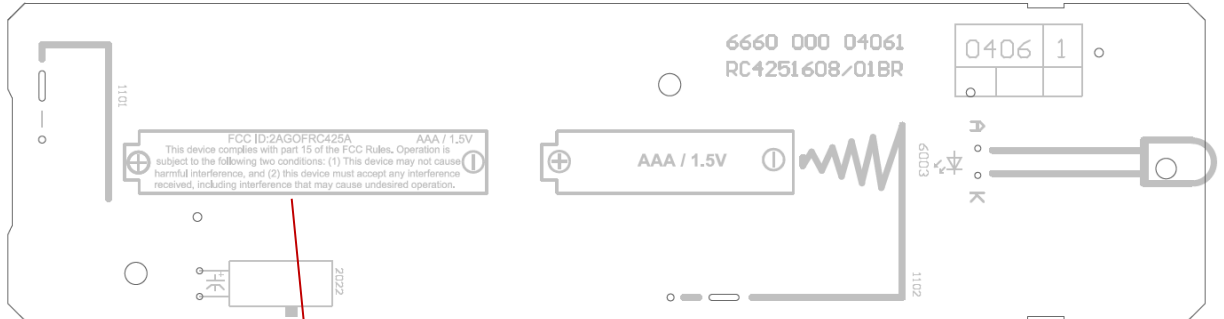 6660 000 04061
RC4251608/01BR
0406 1
1101
FCC ID:2AGOFRC425A AAA / 1.5V
This device complies with part 15 of the FCC Rules. Operation is
subject to the following two conditions: (1) This device may not cause
harmful interference, and (2) this device must accept any interference
received, including interference that may cause undesired operation.
AAA / 1.5V
A
6003
K
2022
1102